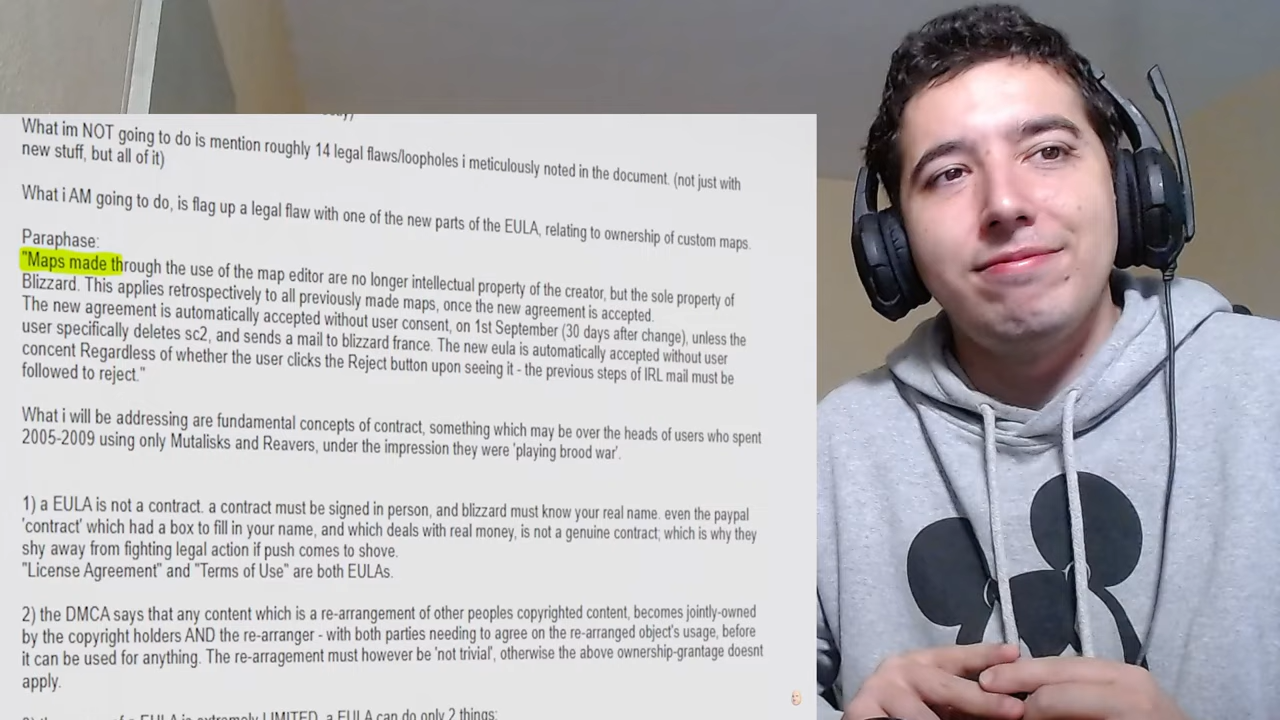 What im NOT going to do is mention roughly 14 legal flaws/loopholes i meticulously noted in the document. (not just with
new stuff, but all of it)
What i AM going to do, is flag up a legal flaw with one of the new parts of the EULA, relating to ownership of custom maps.
Paraphase:
"Maps made through the use of the map editor are no longer intellectual property of the creator, but the sole property of
Blizzard. This applies retrospectively to all previously made maps, once the new agreement is accepted.
The new agreement is automatically accepted without user consent, on 1st September (30 days after change), unless the
user specifically deletes sc2, and sends a mail to blizzard france. The new eula is automatically accepted without user
concent Regardless of whether the user clicks the Reject button upon seeing it - the previous steps of IRL mail must be
followed to reject."
What i will be addressing are fundamental concepts of contract, something which may be over the heads of users who spent
2005-2009 using only Mutalisks and Reavers, under the impression they were 'playing brood war'.
1) a EULA is not a contract. a contract must be signed in person, and blizzard must know your real name. even the paypal
'contract' which had a box to fill in your name, and which deals with real money, is not a genuine contract; which is why they
shy away from fighting legal action if push comes to shove.
"License Agreement" and "Terms of Use" are both EULAs.
2) the DMCA says that any content which is a re-arrangement of other peoples copyrighted content, becomes jointly-owned
by the copyright holders AND the re-arranger - with both parties needing to agree on the re-arranged object's usage, before
it can be used for anything. The re-arragement must however be 'not trivial', otherwise the above ownership-grantage doesnt
apply.
of a EULA is extremely LIMITED. a EULA can do only 2 things: